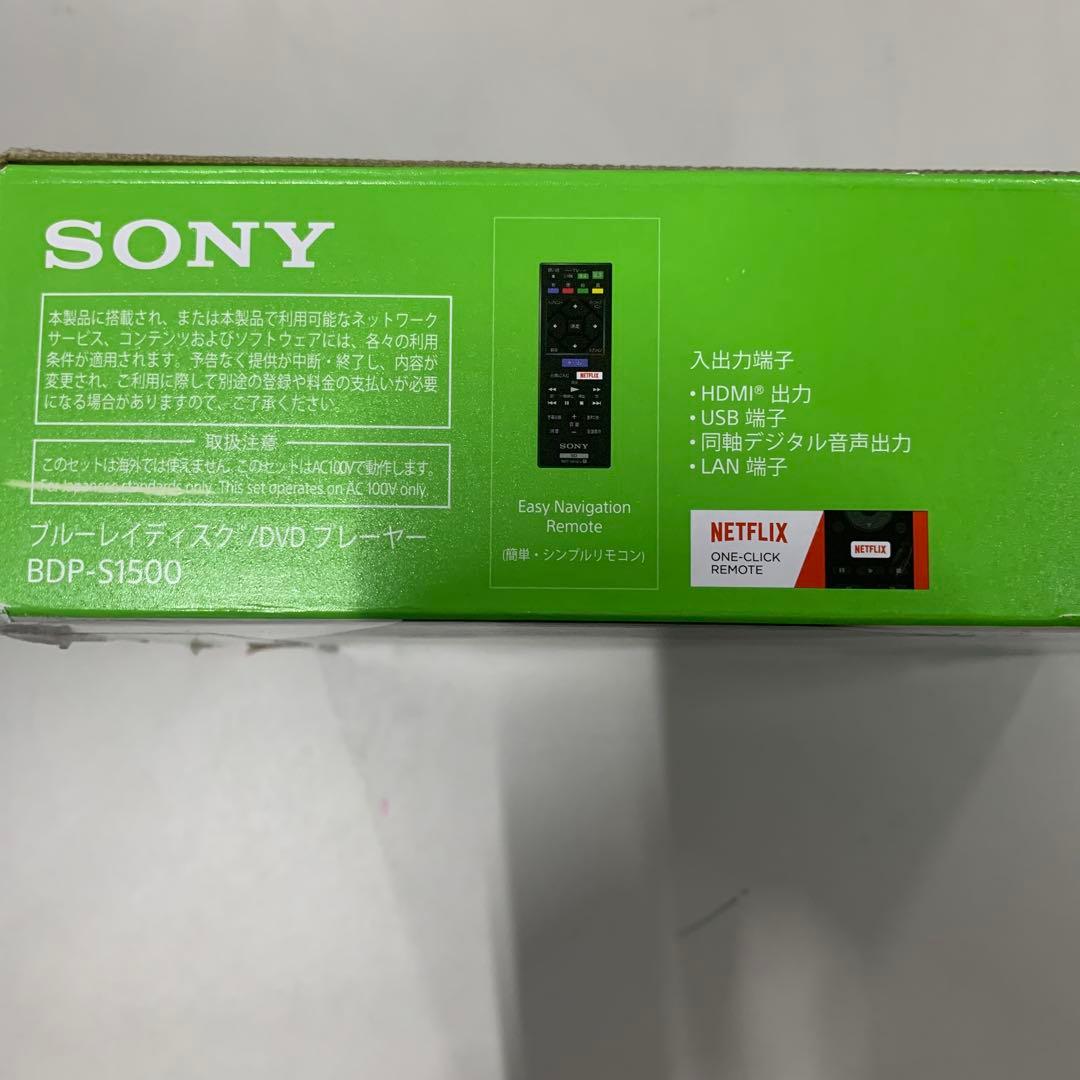 SONY
本製品に搭載され、または本製品で利用可能なネットワーク
サービス、コンテンツおよびソフトウェアには、各々の利用
条件が適用されます。予告なく提供が中断・終了し、内容が
変更され、ご利用に際して別途の登録や料金の支払いが必要
になる場合がありますので、ご了承ください。
取扱注意
このセットは海外では使えません。このセットはAC100Vで動作します。
For Japanese standards only. This set operates on AC 100V only.
ブルーレイディスク™/DVD プレーヤー
BDP-S1500
NETFLIX
SONY
Easy Navigation
Remote
(簡単・シンプルリモコン)
入出力端子
• HDMI® 出力
• USB 端子
• 同軸デジタル音声出力
• LAN 端子
NETFLIX
ONE-CLICK
REMOTE
NETFLIX